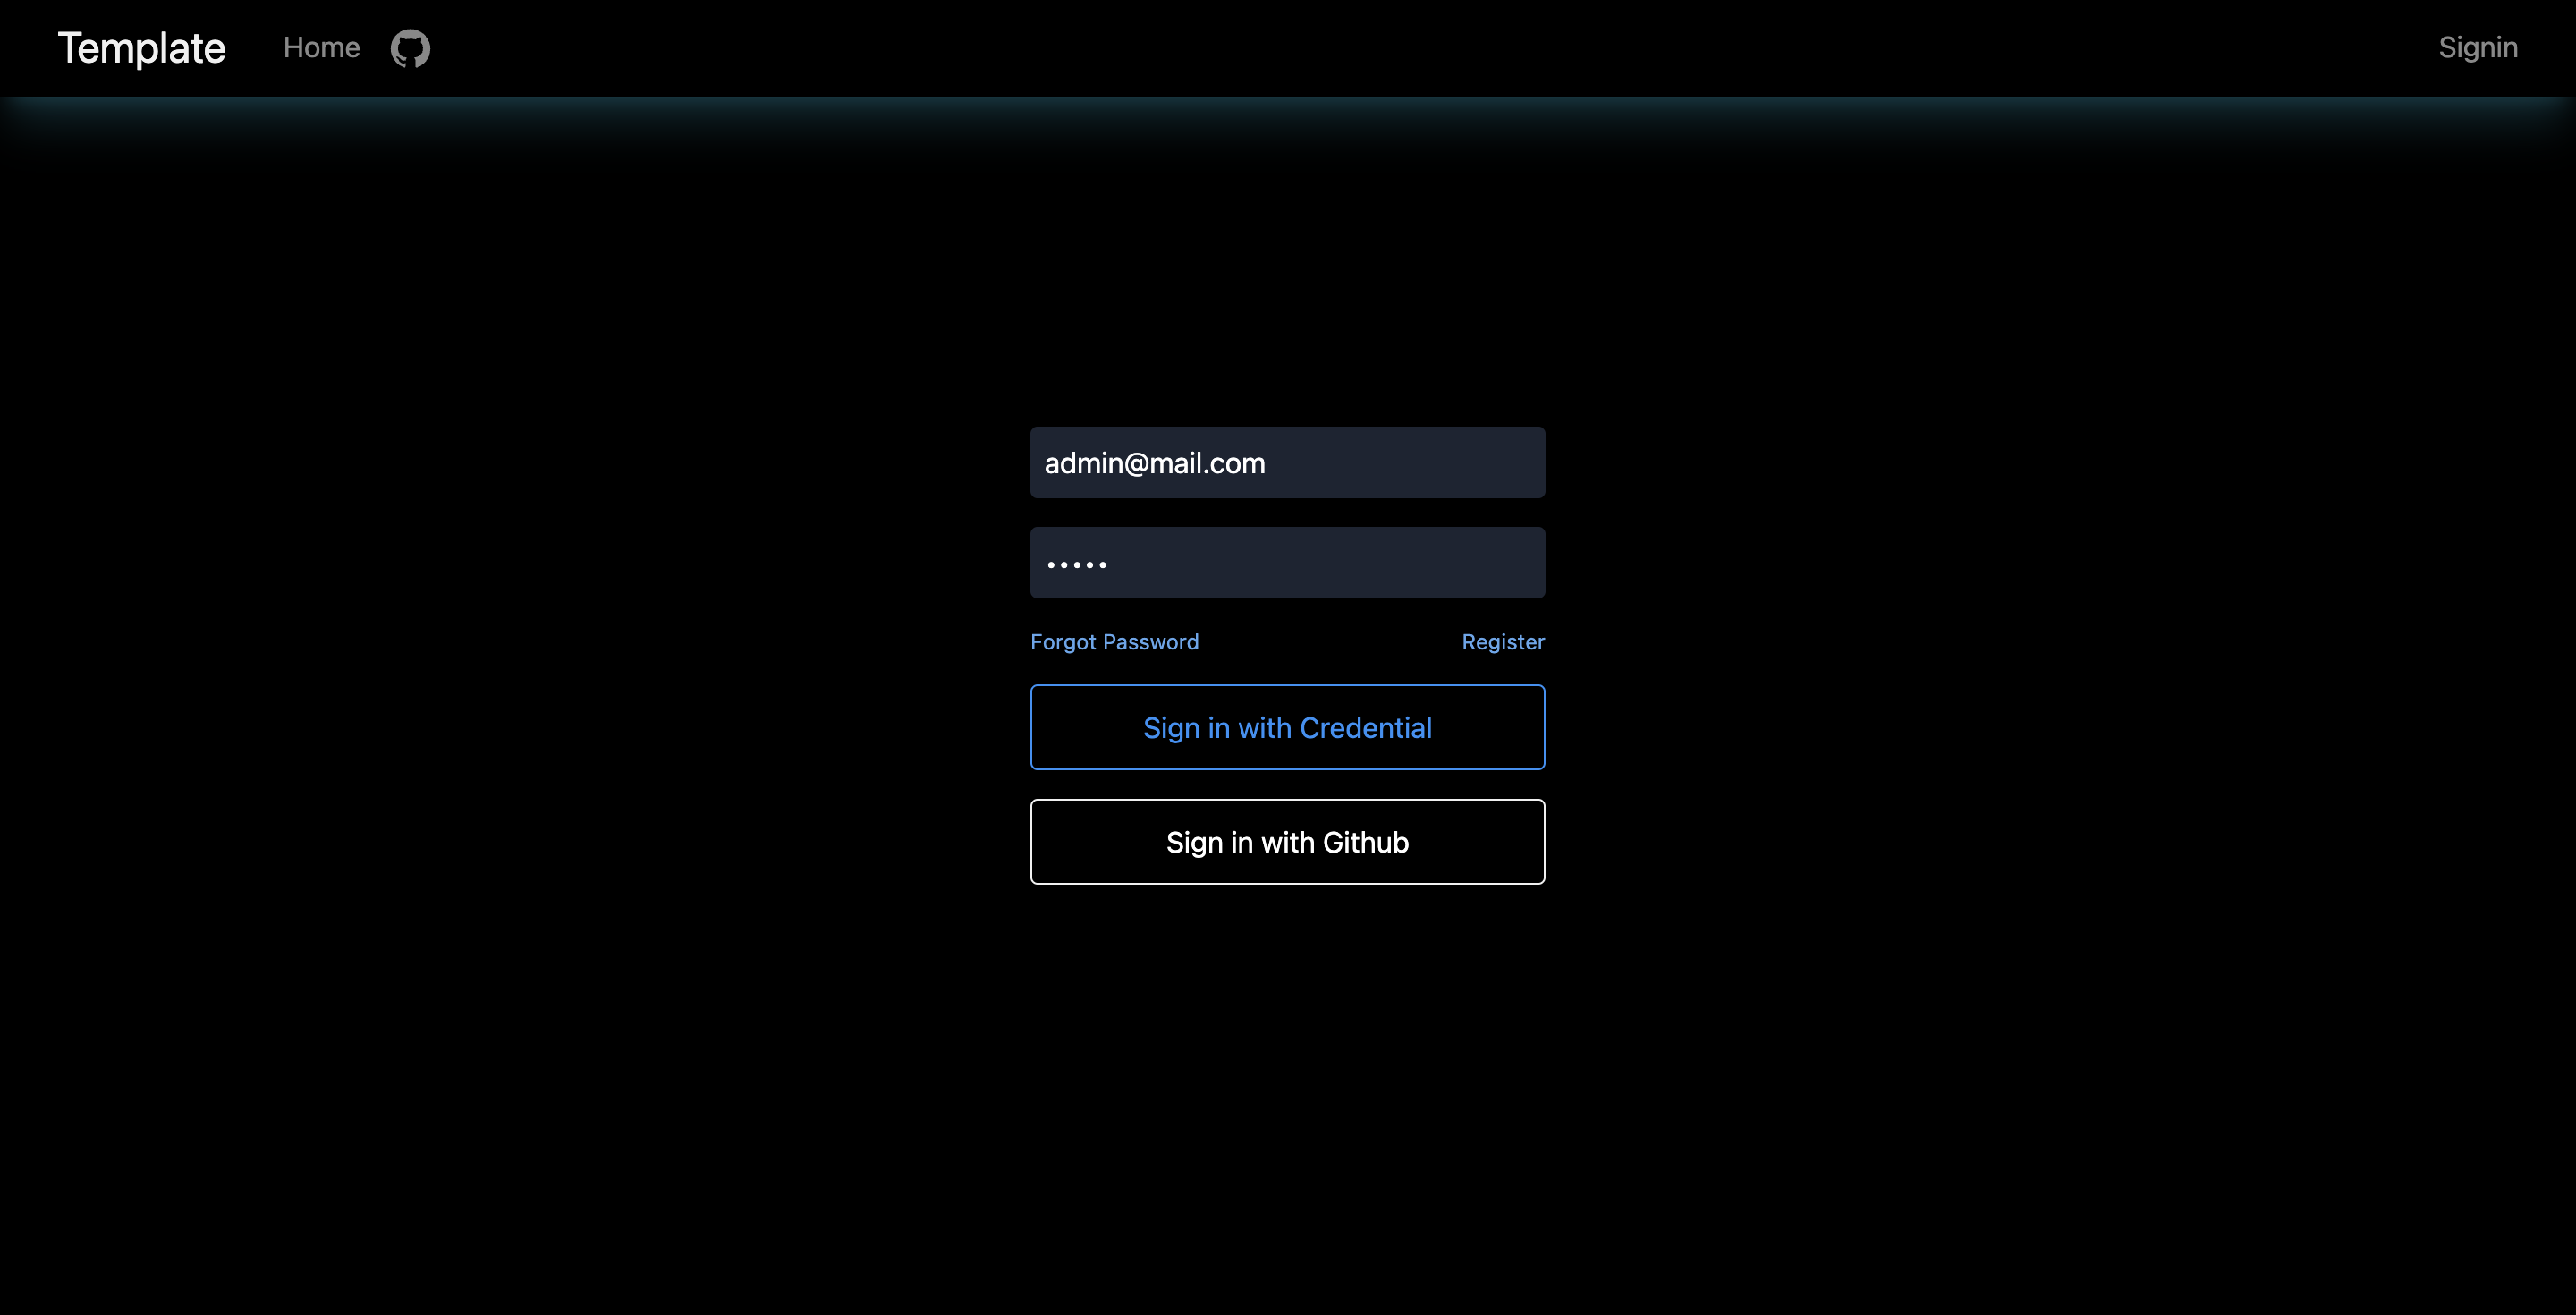 Template Home Signin
admin@mail.com
•••••
Forgot Password Register
Sign in with Credential
Sign in with Github